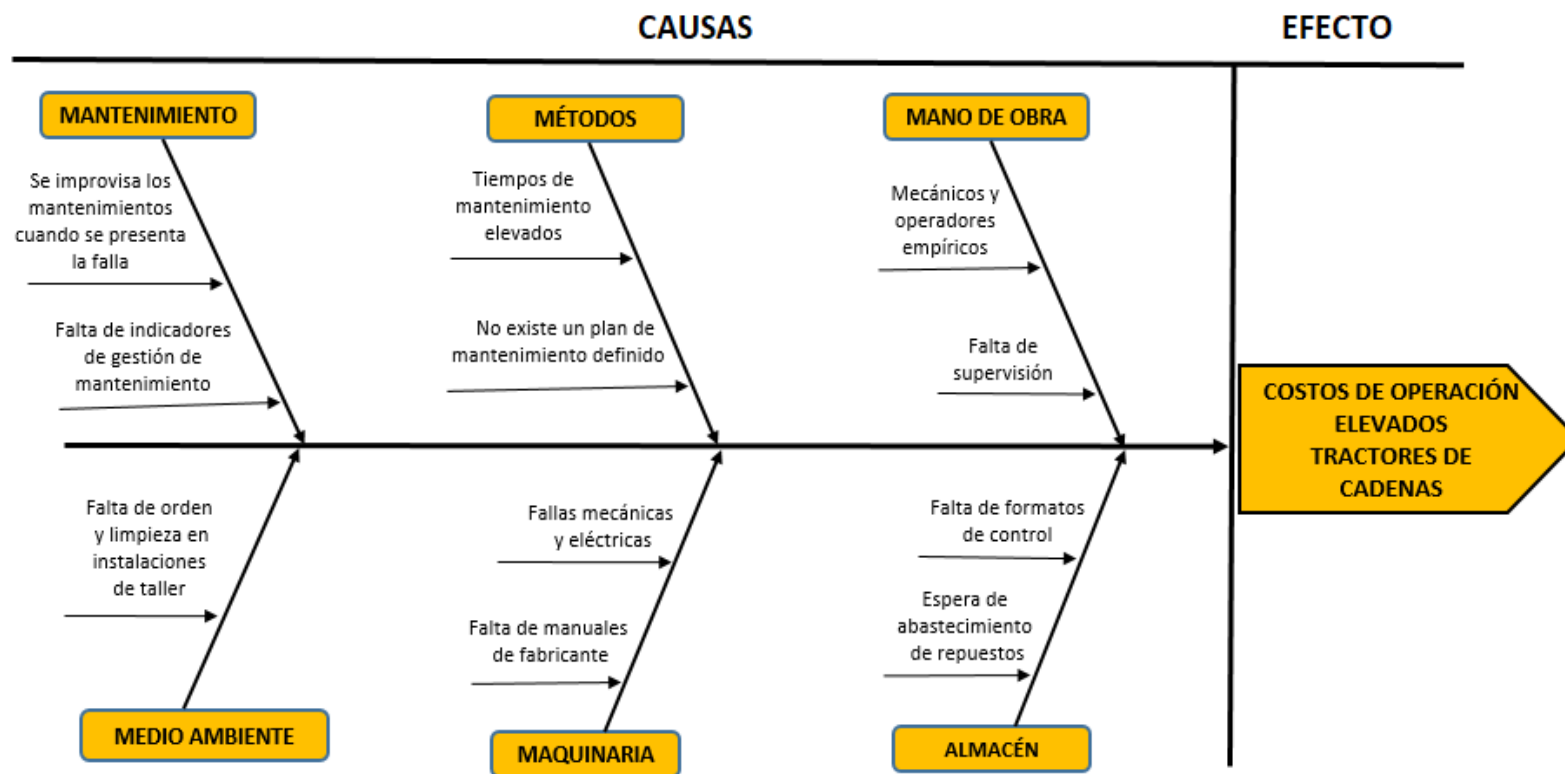 CAUSAS
EFECTO
MANTENIMIENTO
Se improvisa los
mantenimientos
cuando se presenta
la falla
Falta de indicadores
de gestión de
mantenimiento
MÉTODOS
Tiempos de
mantenimiento
elevados
No existe un plan de
mantenimiento definido
MANO DE OBRA
Mecánicos y
operadores
empíricos
Falta de
supervisión
COSTOS DE OPERACIÓN
ELEVADOS
TRACTORES DE
CADENAS
Falta de orden
y limpieza en
instalaciones
de taller
MEDIO AMBIENTE
Fallas mecánicas
y eléctricas
Falta de manuales
de fabricante
MAQUINARIA
Falta de formatos
de control
Espera de
abastecimiento
de repuestos
ALMACÉN